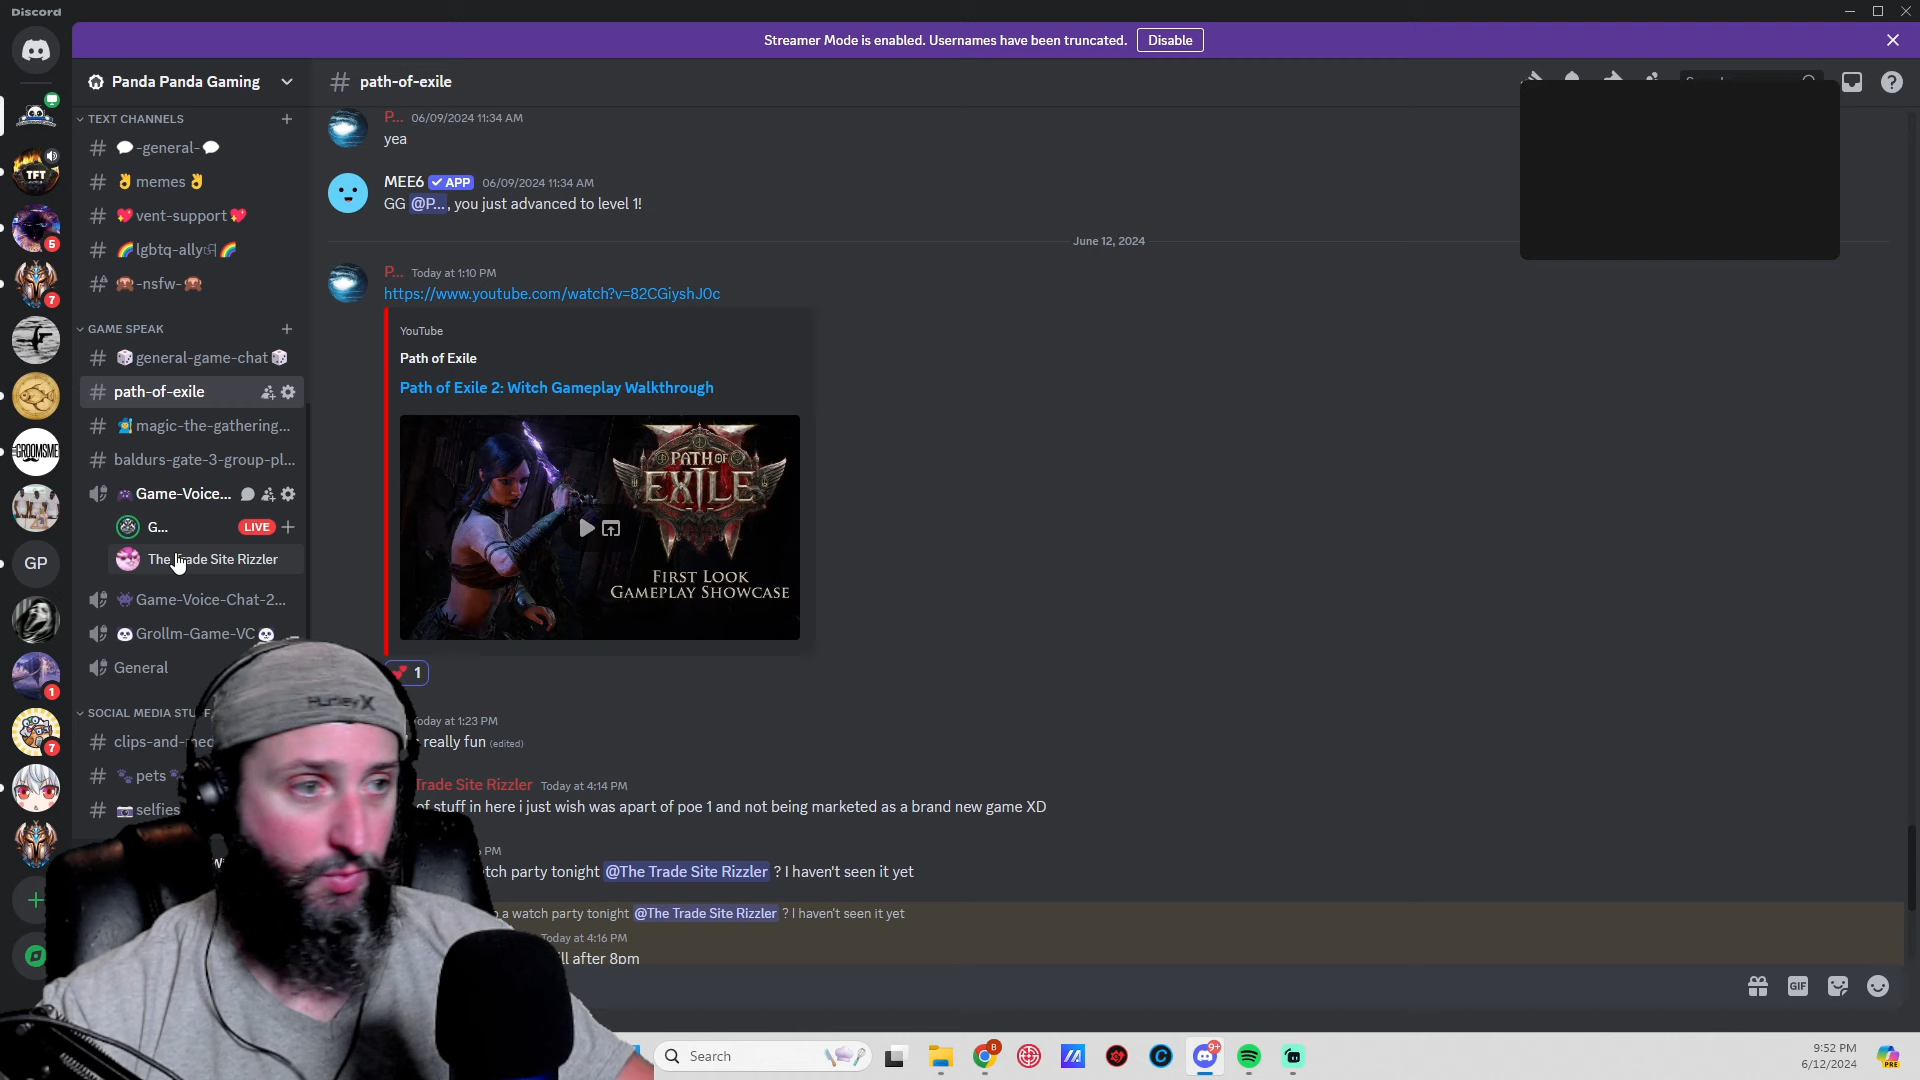 Discord
Streamer Mode is enabled. Usernames have been truncated.
Disable
Panda Panda Gaming
path-of-exile
TEXT CHANNELS
-general-
memes
vent-support
lgbtq-ally
-nsfw-
GAME SPEAK
general-game-chat
path-of-exile
magic-the-gathering...
baldurs-gate-3-group-pl...
Game-Voice...
G...
LIVE
The Trade Site Rizzler
Game-Voice-Chat-2...
Grollm-Game-VC
General
SOCIAL MEDIA
clips-and-
pets
selfies
TFT
5
7
GROOMSME
GP
1
7
P... 06/09/2024 11:34 AM
yea
MEE6 APP 06/09/2024 11:34 AM
GG @P..., you just advanced to level 1!
June 12, 2024
P... Today at 1:10 PM
https://www.youtube.com/watch?v=82CGiyshJ0c
YouTube
Path of Exile
Path of Exile 2: Witch Gameplay Walkthrough
PATH OF
EXILE
II
FIRST LOOK
GAMEPLAY SHOWCASE
1
Today at 1:23 PM
really fun (edited)
Trade Site Rizzler Today at 4:14 PM
of stuff in here i just wish was apart of poe 1 and not being marketed as a brand new game XD
PM
party tonight @The Trade Site Rizzler ? I haven't seen it yet
a watch party tonight @The Trade Site Rizzler ? I haven't seen it yet
Today at 4:16 PM
after 8pm
Hurley X
GIF
Search
9+
9:52 PM
6/12/2024
PRE